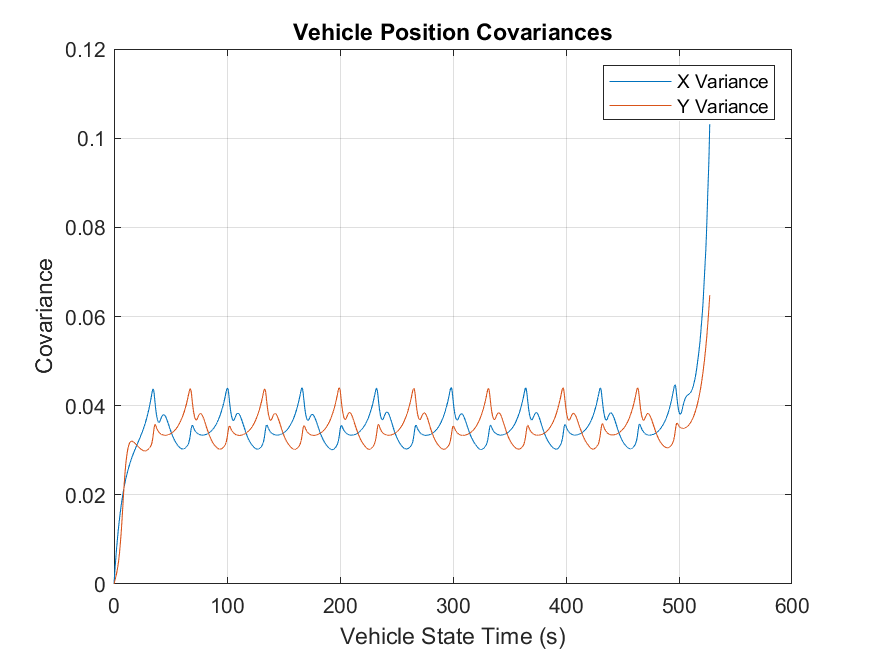 Vehicle Position Covariances
0.12
0.1
0.08
0.06
0.04
0.02
0
Covariance
X Variance
Y Variance
0 100 200 300 400 500 600
Vehicle State Time (s)